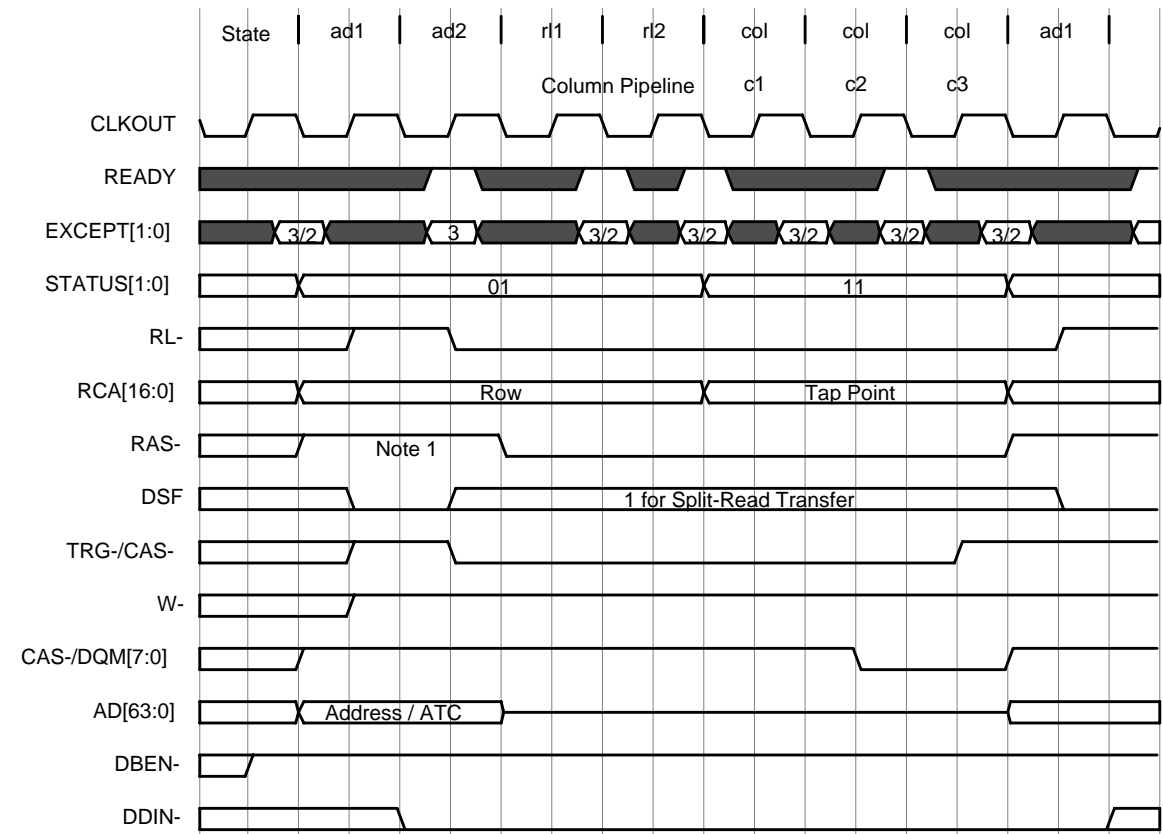 State ad1 ad2 rl1 rl2 col col col ad1
Column Pipeline c1 c2 c3
CLKOUT
READY
EXCEPT[1:0] 3/2 3 3/2 3/2 3/2 3/2 3/2
STATUS[1:0] 01 11
RL-
RCA[16:0] Row Tap Point
RAS- Note 1
DSF 1 for Split-Read Transfer
TRG-/CAS-
W-
CAS-/DQM[7:0]
AD[63:0] Address / ATC
DBEN-
DDIN-